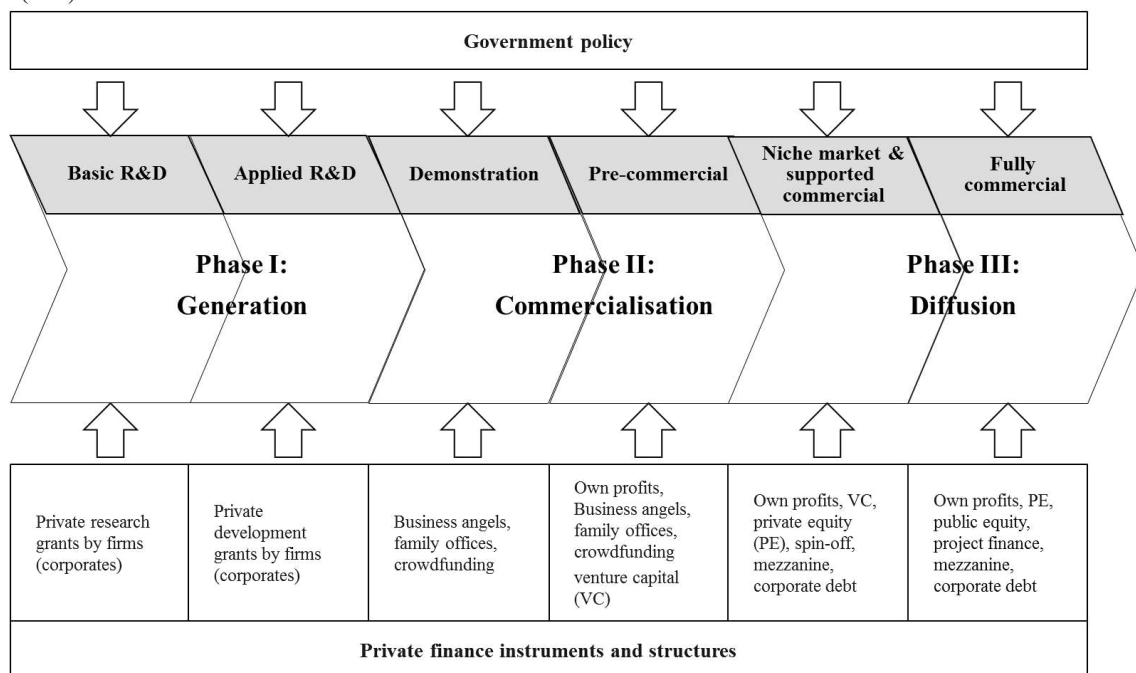 Government policy
Basic R&D
Applied R&D
Demonstration
Pre-commercial
Niche market &
supported
commercial
Fully
commercial
Phase I:
Generation
Phase II:
Commercialisation
Phase III:
Diffusion
Private research
grants by firms
(corporates)
Private
development
grants by firms
(corporates)
Business angels,
family offices,
crowdfunding
Own profits,
Business angels,
family offices,
crowdfunding
venture capital
(VC)
Own profits, VC,
private equity
(PE), spin-off,
mezzanine,
corporate debt
Own profits, PE,
public equity,
project finance,
mezzanine,
corporate debt
Private finance instruments and structures